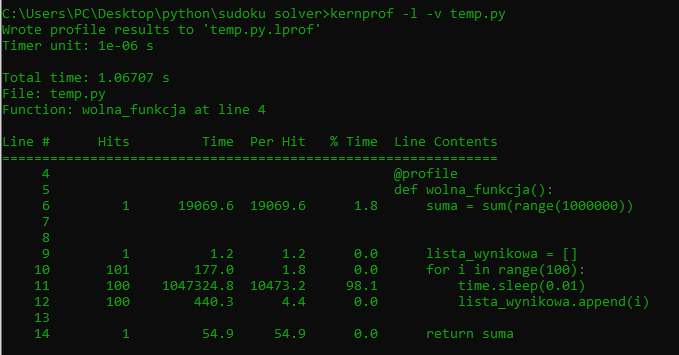 C:\Users\PC\Desktop\python\sudoku solver>kernprof -l -v temp.py
Wrote profile results to 'temp.py.lprof'
Timer unit: 1e-06 s
Total time: 1.06707 s
File: temp.py
Function: wolna_funkcja at line 4
Line #      Hits         Time  Per Hit   % Time  Line Contents
==============================================================
     4                                           @profile
     5                                           def wolna_funkcja():
     6         1      19069.6  19069.6      1.8      suma = sum(range(1000000))
     7
     8
     9         1          1.2      1.2      0.0      lista_wynikowa = []
    10       101        177.0      1.8      0.0      for i in range(100):
    11       100    1047324.8  10473.2     98.1          time.sleep(0.01)
    12       100        440.3      4.4      0.0          lista_wynikowa.append(i)
    13
    14         1         54.9     54.9      0.0      return suma